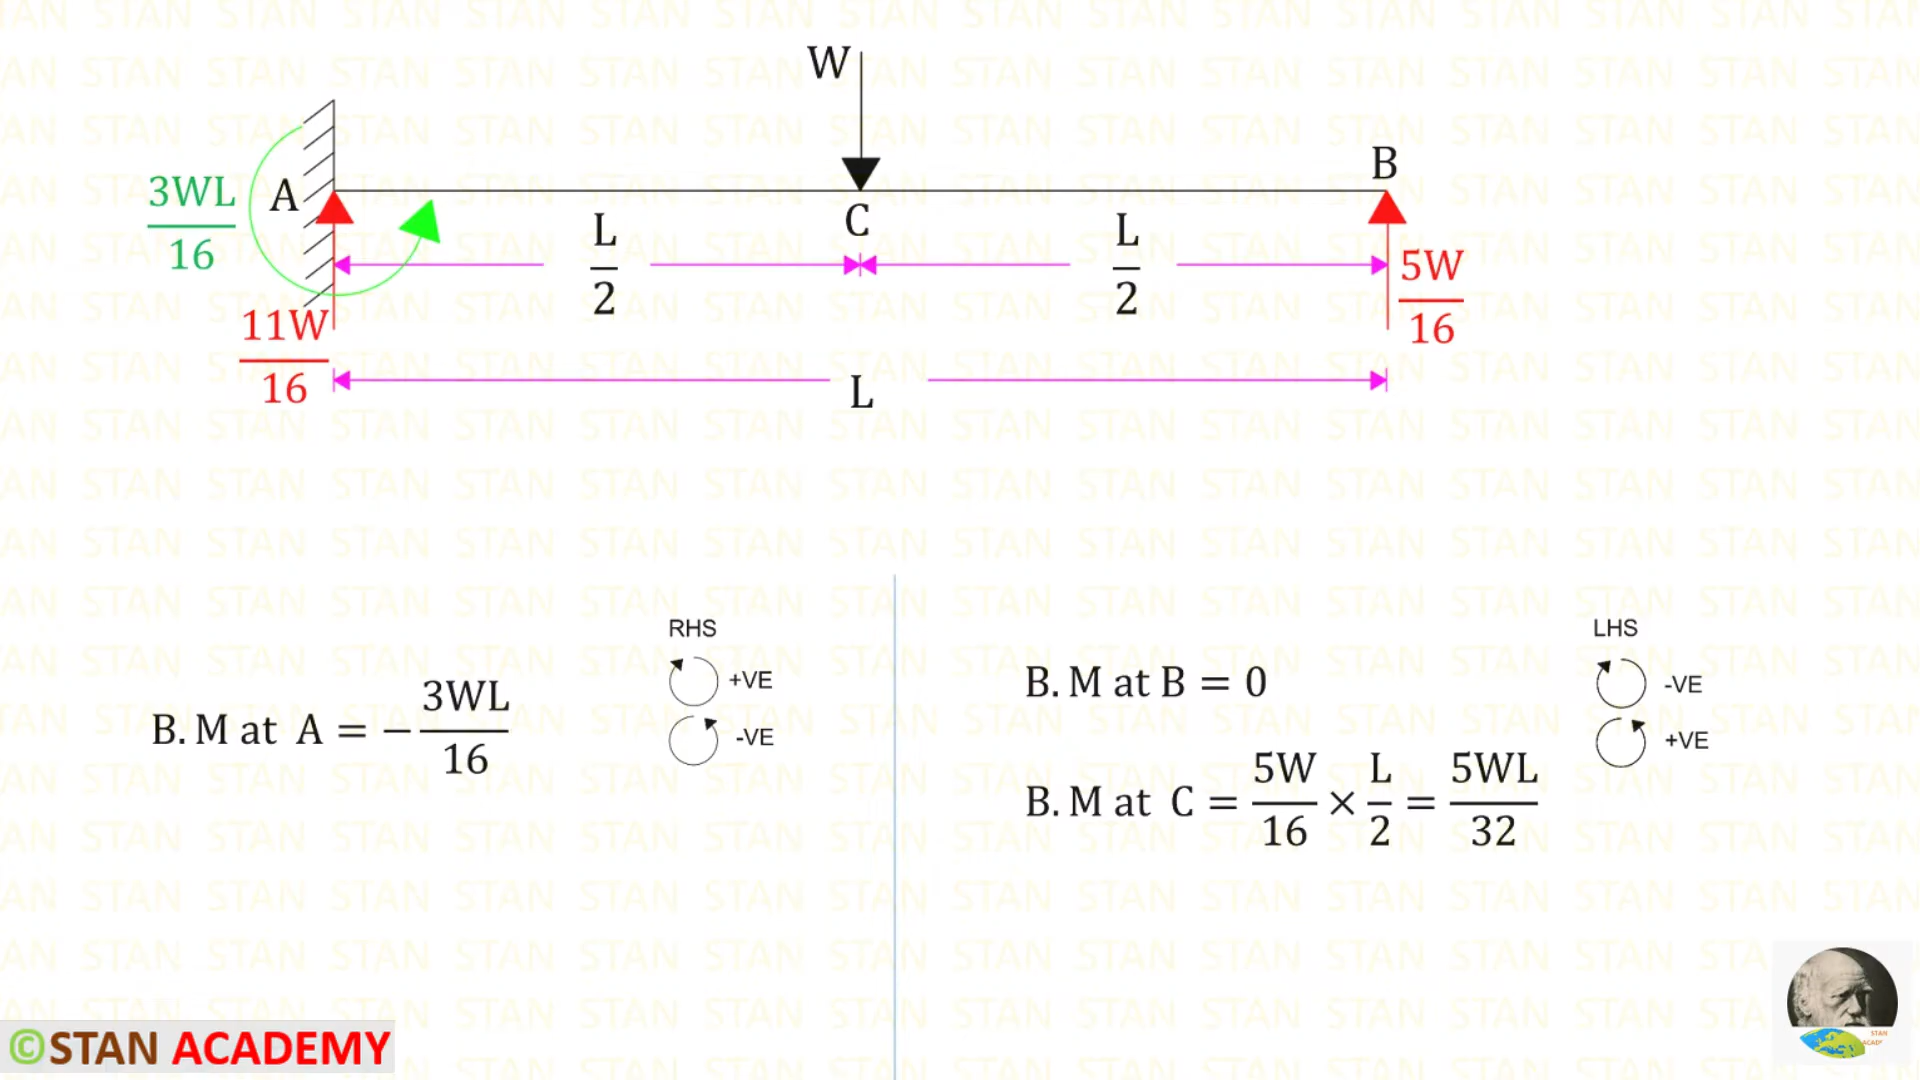 W
B
A
3WL/16
C
L/2
L/2
5W/16
11W/16
L
RHS
+VE
-VE
B. M at A = − 3WL/16
LHS
-VE
+VE
B. M at B = 0
B. M at C = 5W/16 × L/2 = 5WL/32
©STAN ACADEMY
STAN